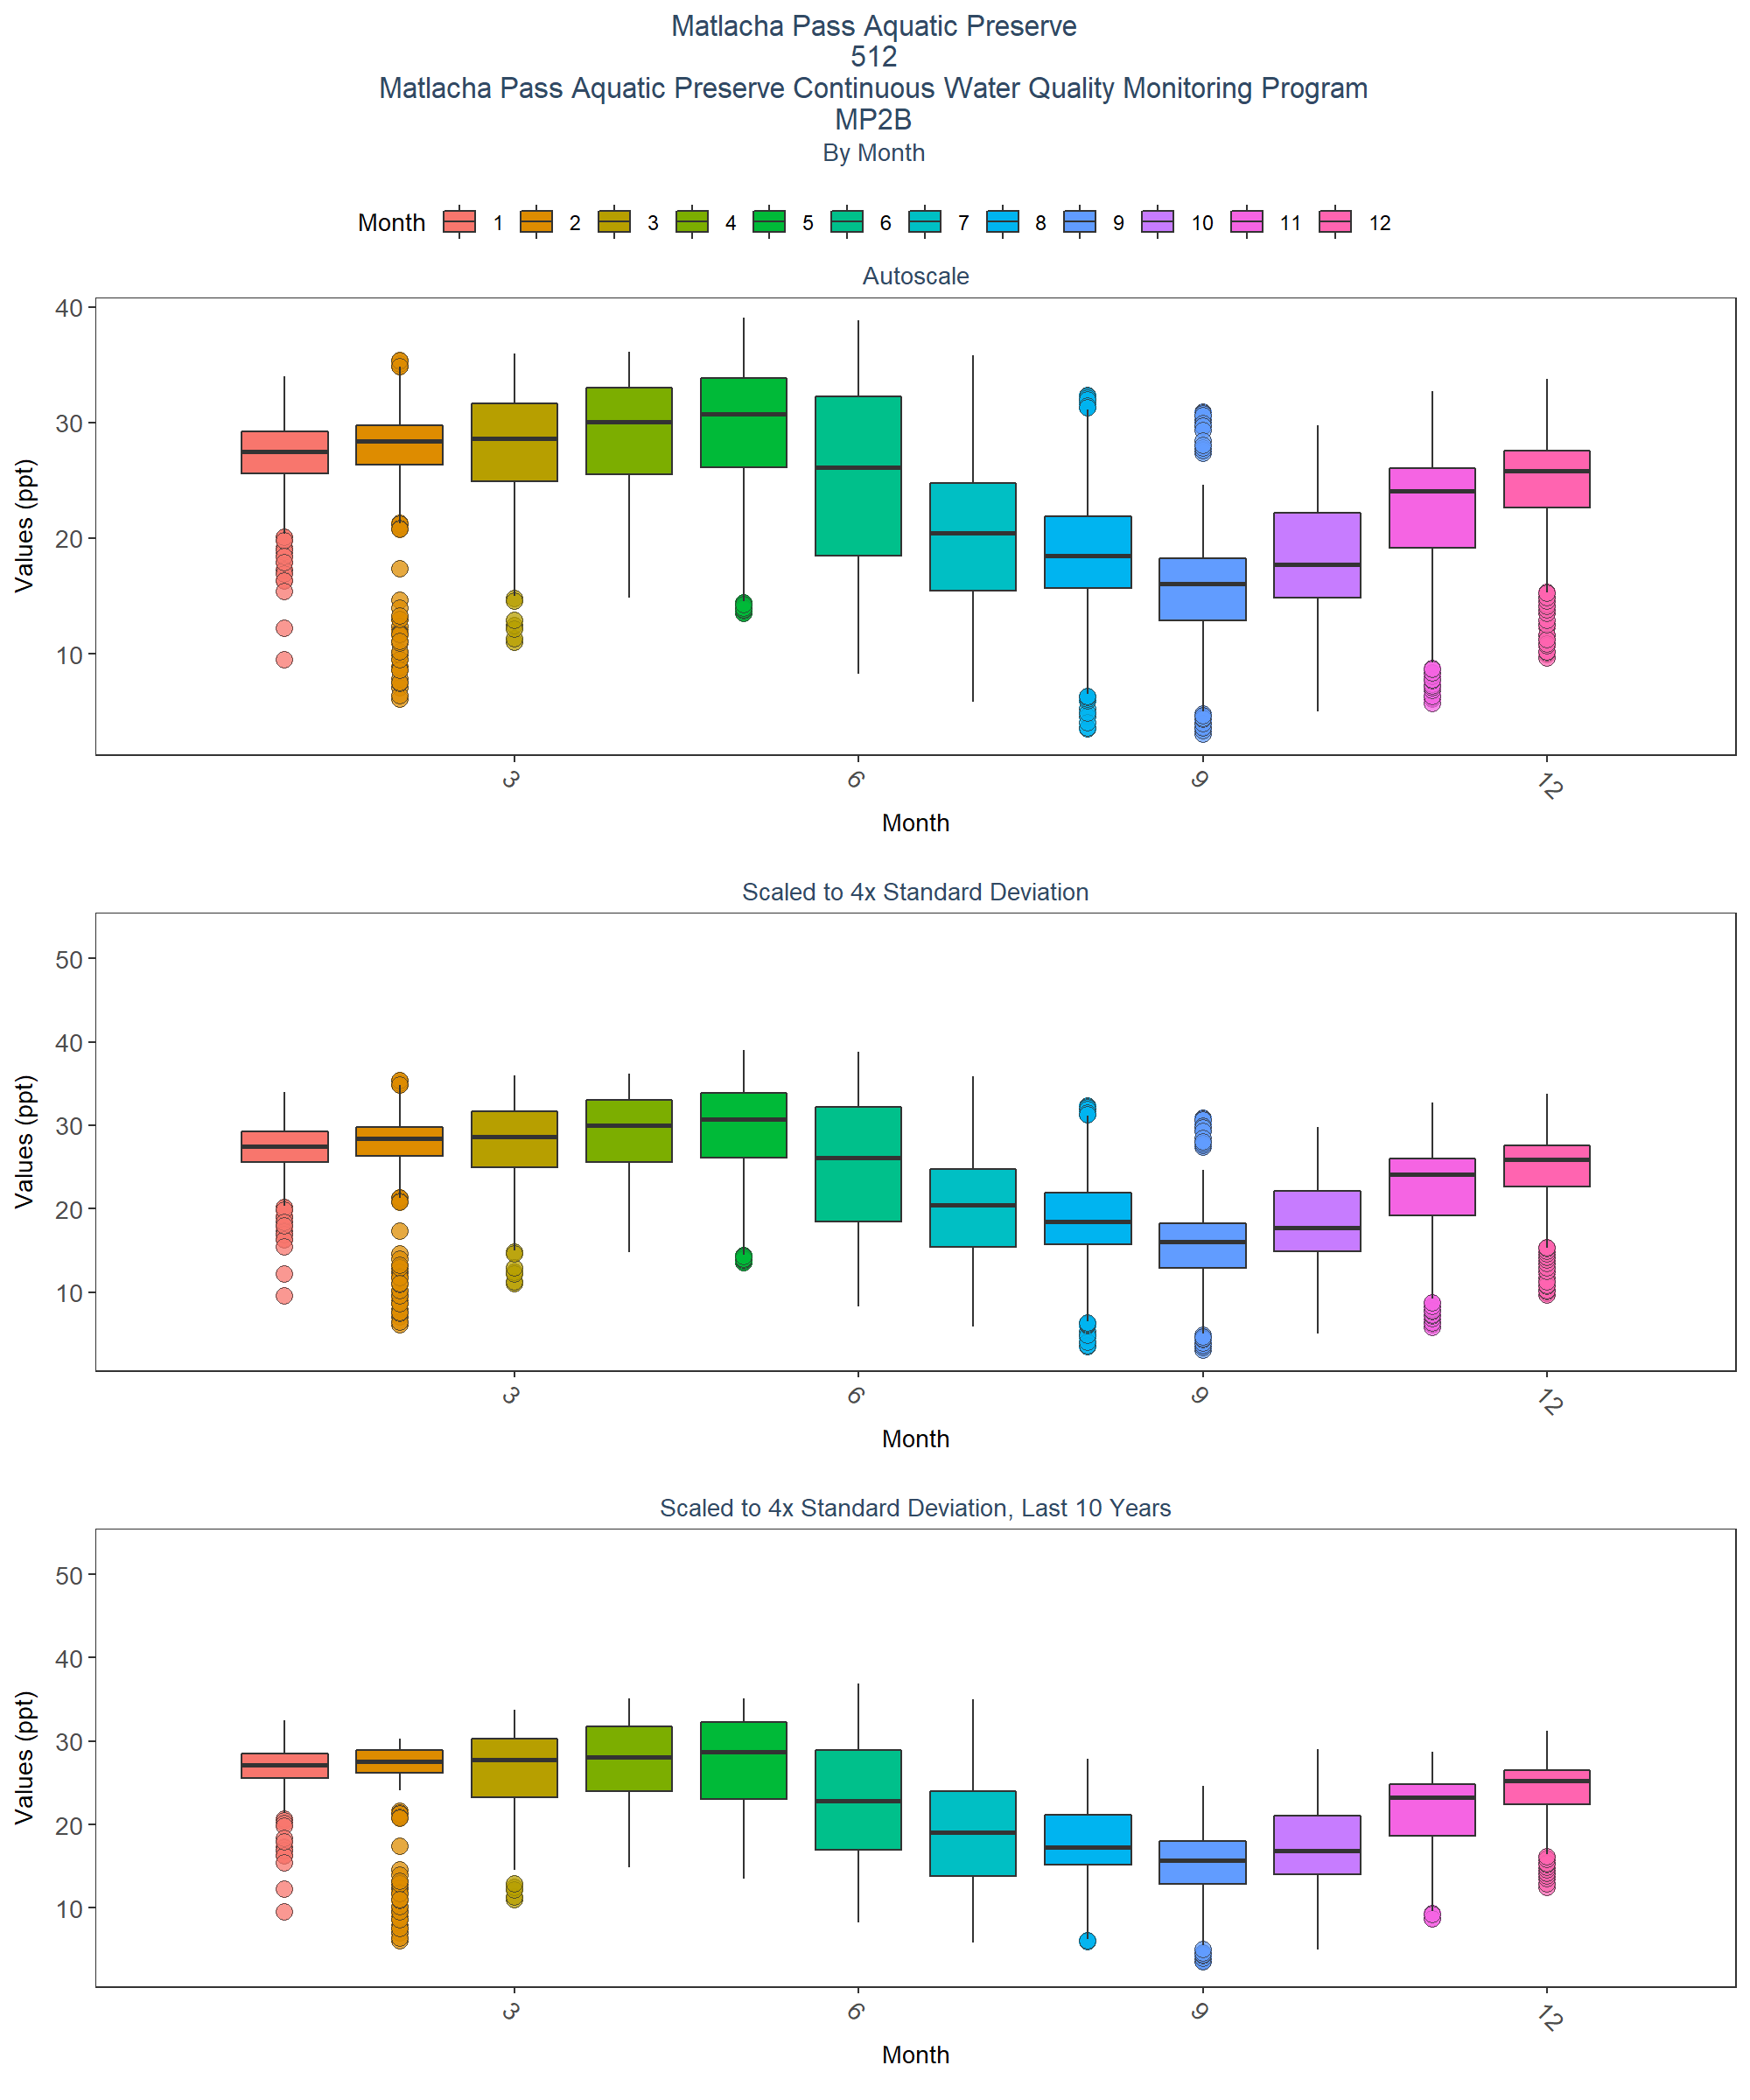 Matlacha Pass Aquatic Preserve
512
Matlacha Pass Aquatic Preserve Continuous Water Quality Monitoring Program
MP2B
By Month
Month 1 2 3 4 5 6 7 8 9 10 11 12
Autoscale
Values (ppt)
40
30
20
10
3 6 9 12
Month
Scaled to 4x Standard Deviation
Values (ppt)
50
40
30
20
10
3 6 9 12
Month
Scaled to 4x Standard Deviation, Last 10 Years
Values (ppt)
50
40
30
20
10
3 6 9 12
Month